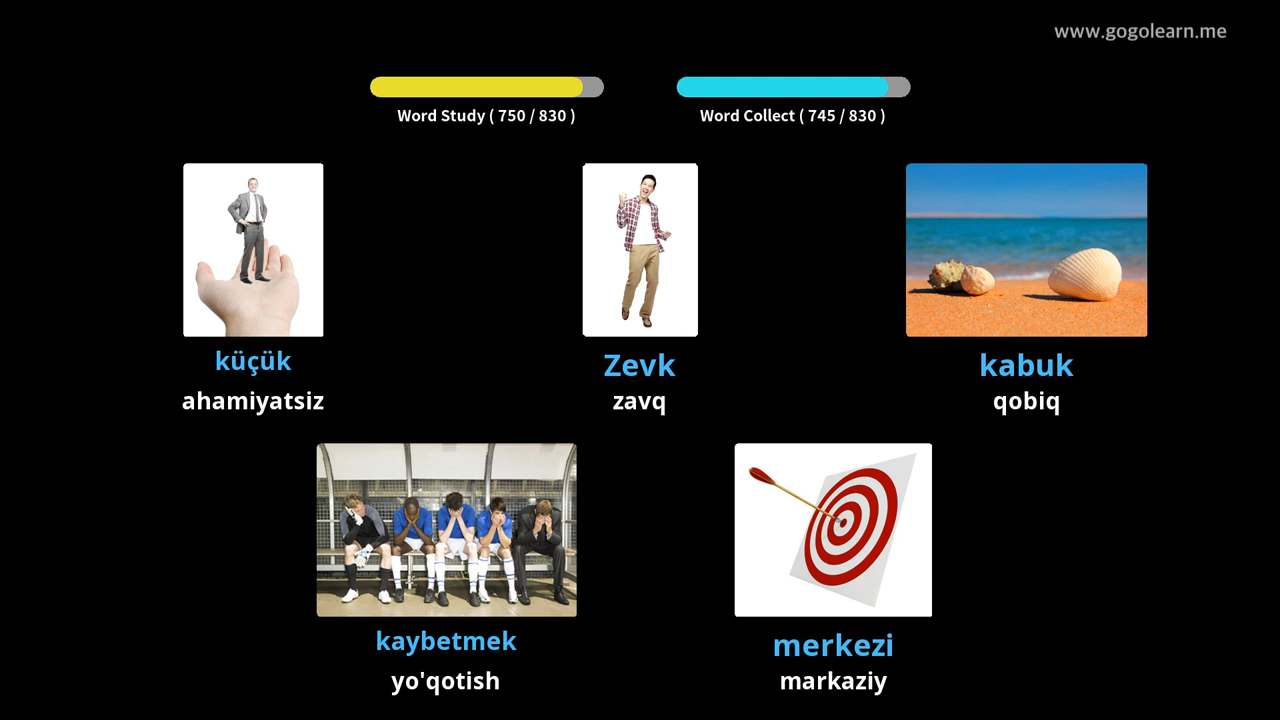 www.gogolearn.me
Word Study ( 750 / 830 )
Word Collect ( 745 / 830 )
küçük
ahamiyatsiz
Zevk
zavq
kabuk
qobiq
kaybetmek
yo'qotish
merkezi
markaziy